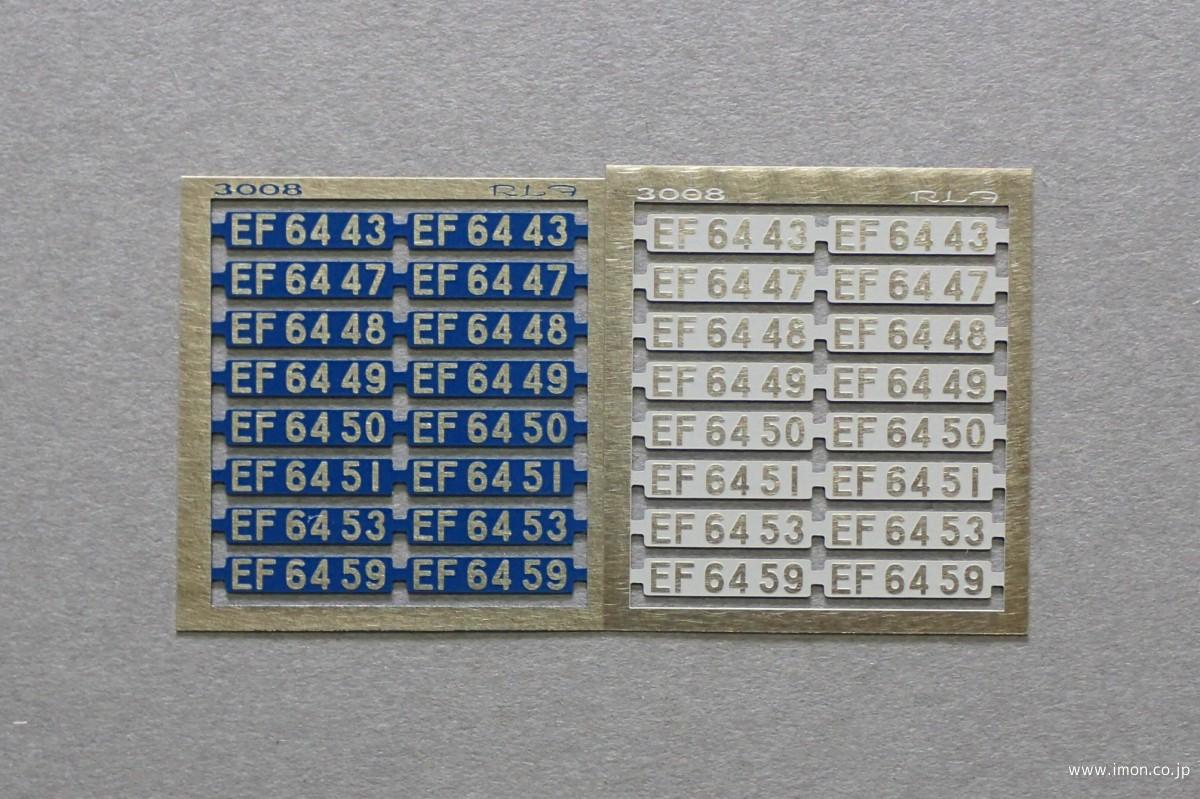 3008 RLF
EF 64 43 EF 64 43
EF 64 47 EF 64 47
EF 64 48 EF 64 48
EF 64 49 EF 64 49
EF 64 50 EF 64 50
EF 64 51 EF 64 51
EF 64 53 EF 64 53
EF 64 59 EF 64 59
3008 RLF
EF 64 43 EF 64 43
EF 64 47 EF 64 47
EF 64 48 EF 64 48
EF 64 49 EF 64 49
EF 64 50 EF 64 50
EF 64 51 EF 64 51
EF 64 53 EF 64 53
EF 64 59 EF 64 59
www.imon.co.jp